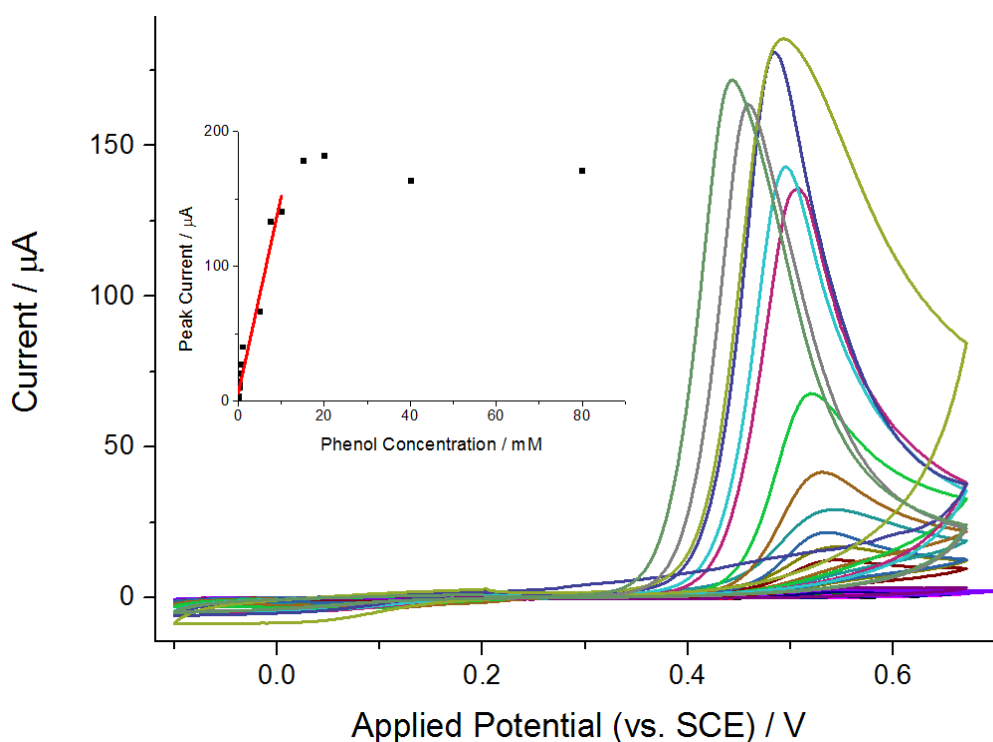 Current / μA
150
100
50
0
0.0 0.2 0.4 0.6
Applied Potential (vs. SCE) / V
Peak Current / μA
200
100
0
0 20 40 60 80
Phenol Concentration / mM